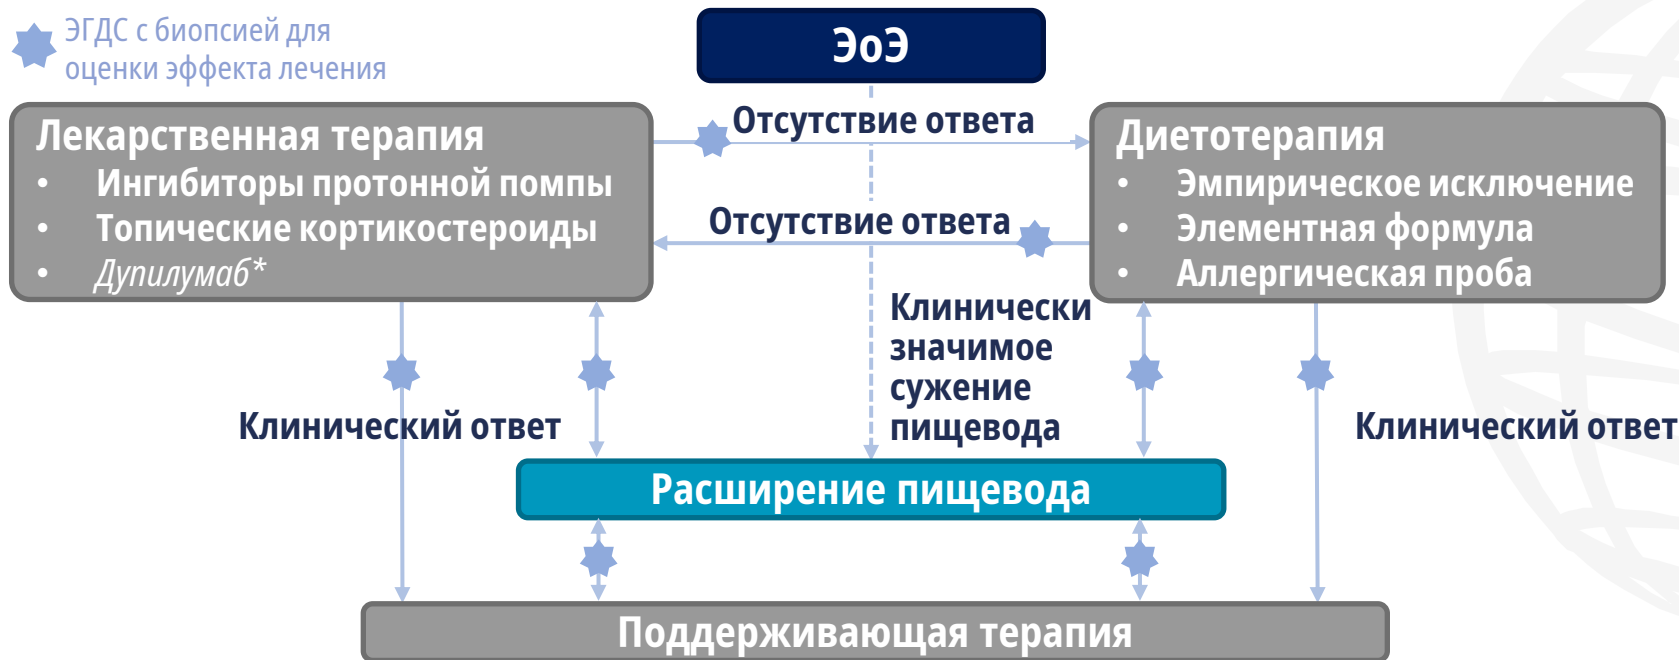 ЭГДС с биопсией для
оценки эффекта лечения
ЭоЭ
Лекарственная терапия
• Ингибиторы протонной помпы
• Топические кортикостероиды
• Дупилумаб*
Отсутствие ответа
Отсутствие ответа
Диетотерапия
• Эмпирическое исключение
• Элементная формула
• Аллергическая проба
Клинически
значимое
сужение
пищевода
Клинический ответ
Клинический ответ
Расширение пищевода
Поддерживающая терапия